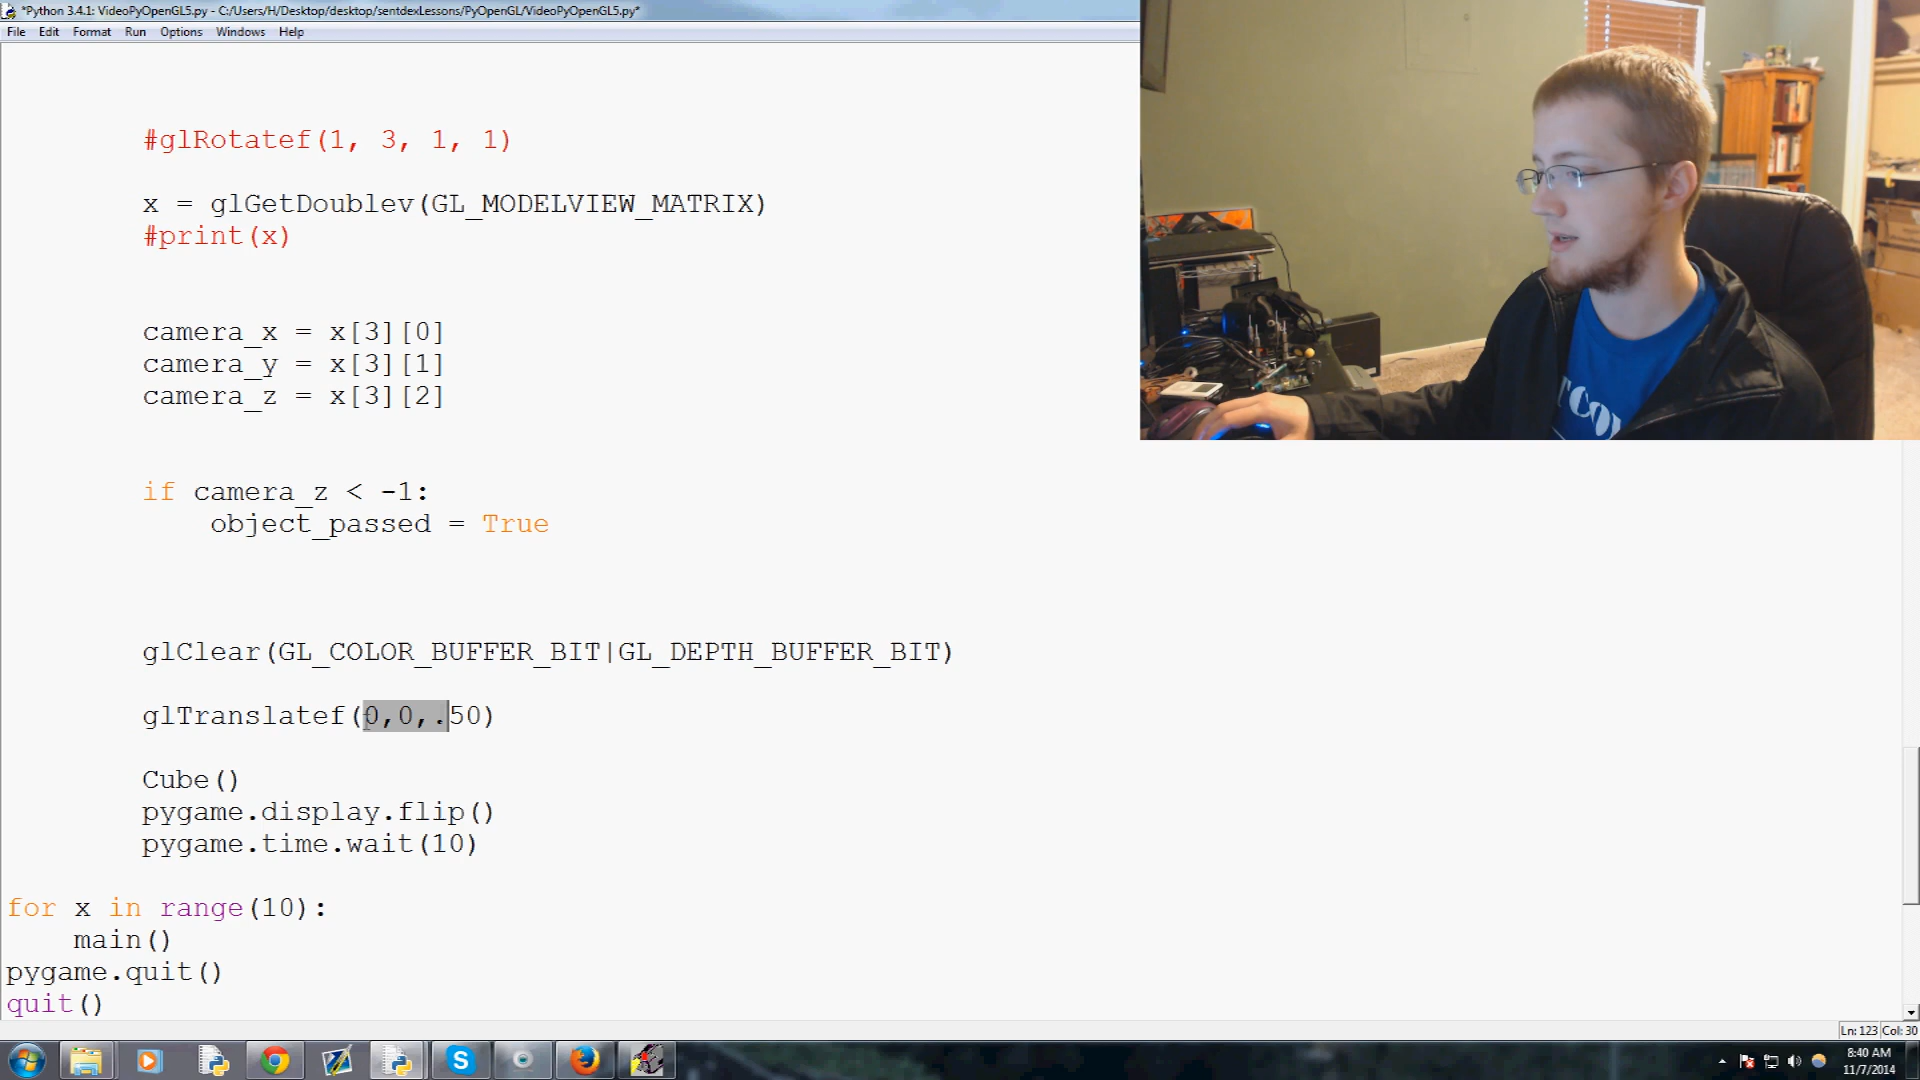 *Python 3.4.1: VideoPyOpenGL5.py - C:/Users/H/Desktop/desktop/sentdexLessons/PyOpenGL/VideoPyOpenGL5.py*
File Edit Format Run Options Windows Help
#glRotatef(1, 3, 1, 1)
x = glGetDoublev(GL_MODELVIEW_MATRIX)
#print(x)
camera_x = x[3][0]
camera_y = x[3][1]
camera_z = x[3][2]
if camera_z < -1:
object_passed = True
glClear(GL_COLOR_BUFFER_BIT|GL_DEPTH_BUFFER_BIT)
glTranslatef(0,0,.50)
Cube()
pygame.display.flip()
pygame.time.wait(10)
for x in range(10):
main()
pygame.quit()
quit()
Ln: 123 Col: 30
8:40 AM
11/7/2014